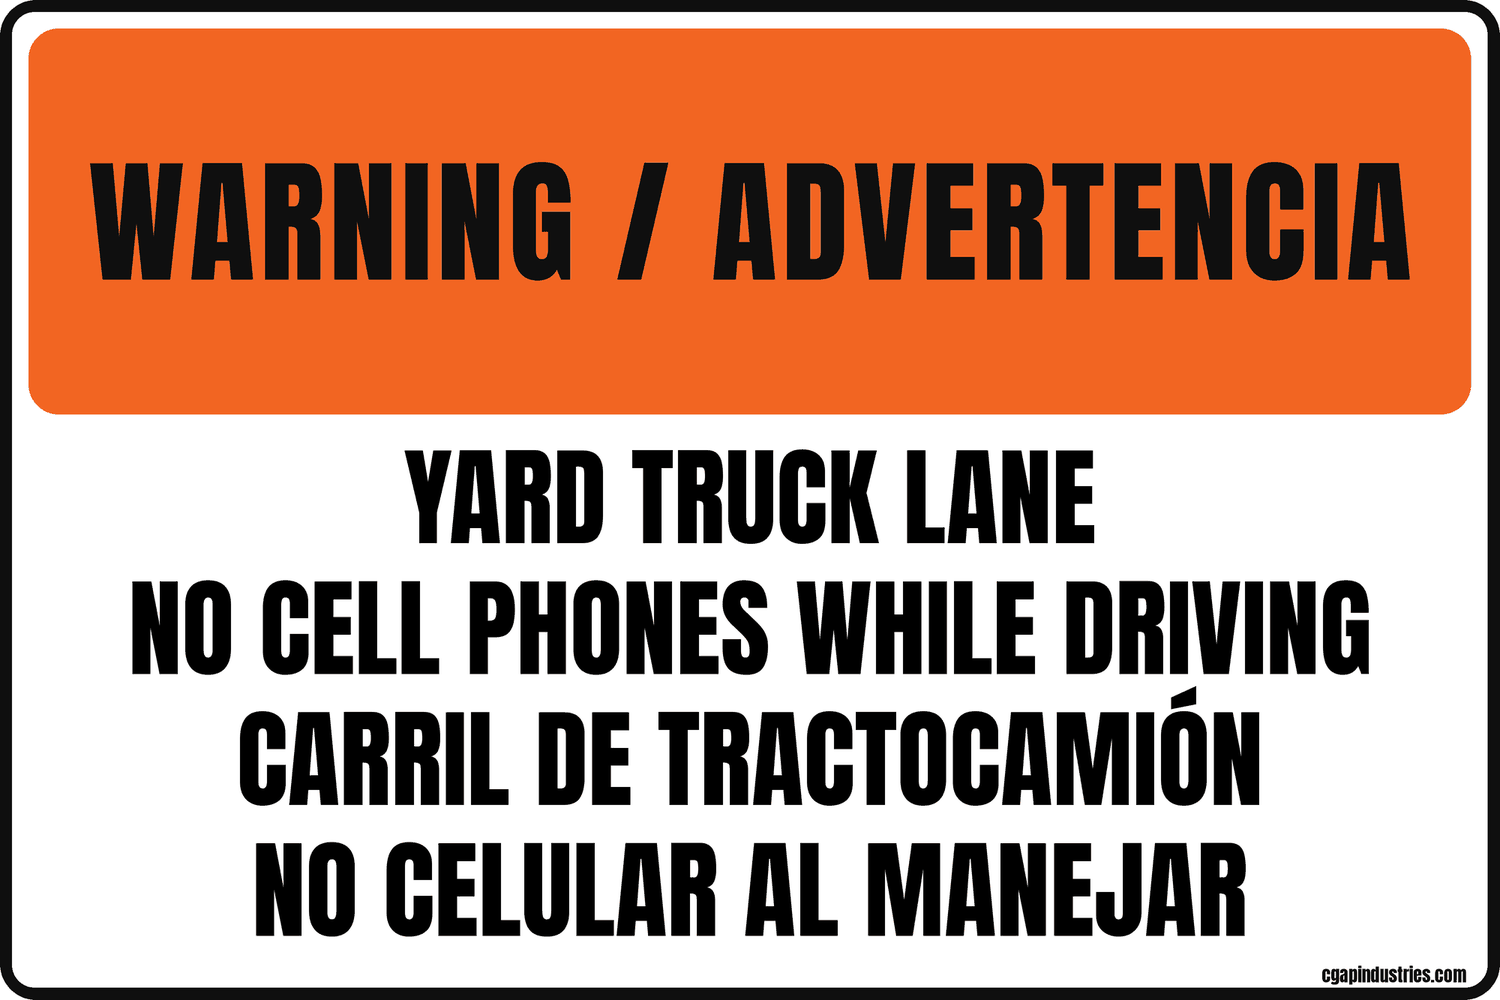 WARNING / ADVERTENCIA
YARD TRUCK LANE
NO CELL PHONES WHILE DRIVING
CARRIL DE TRACTOCAMIÓN
NO CELULAR AL MANEJAR
cgapindustries.com